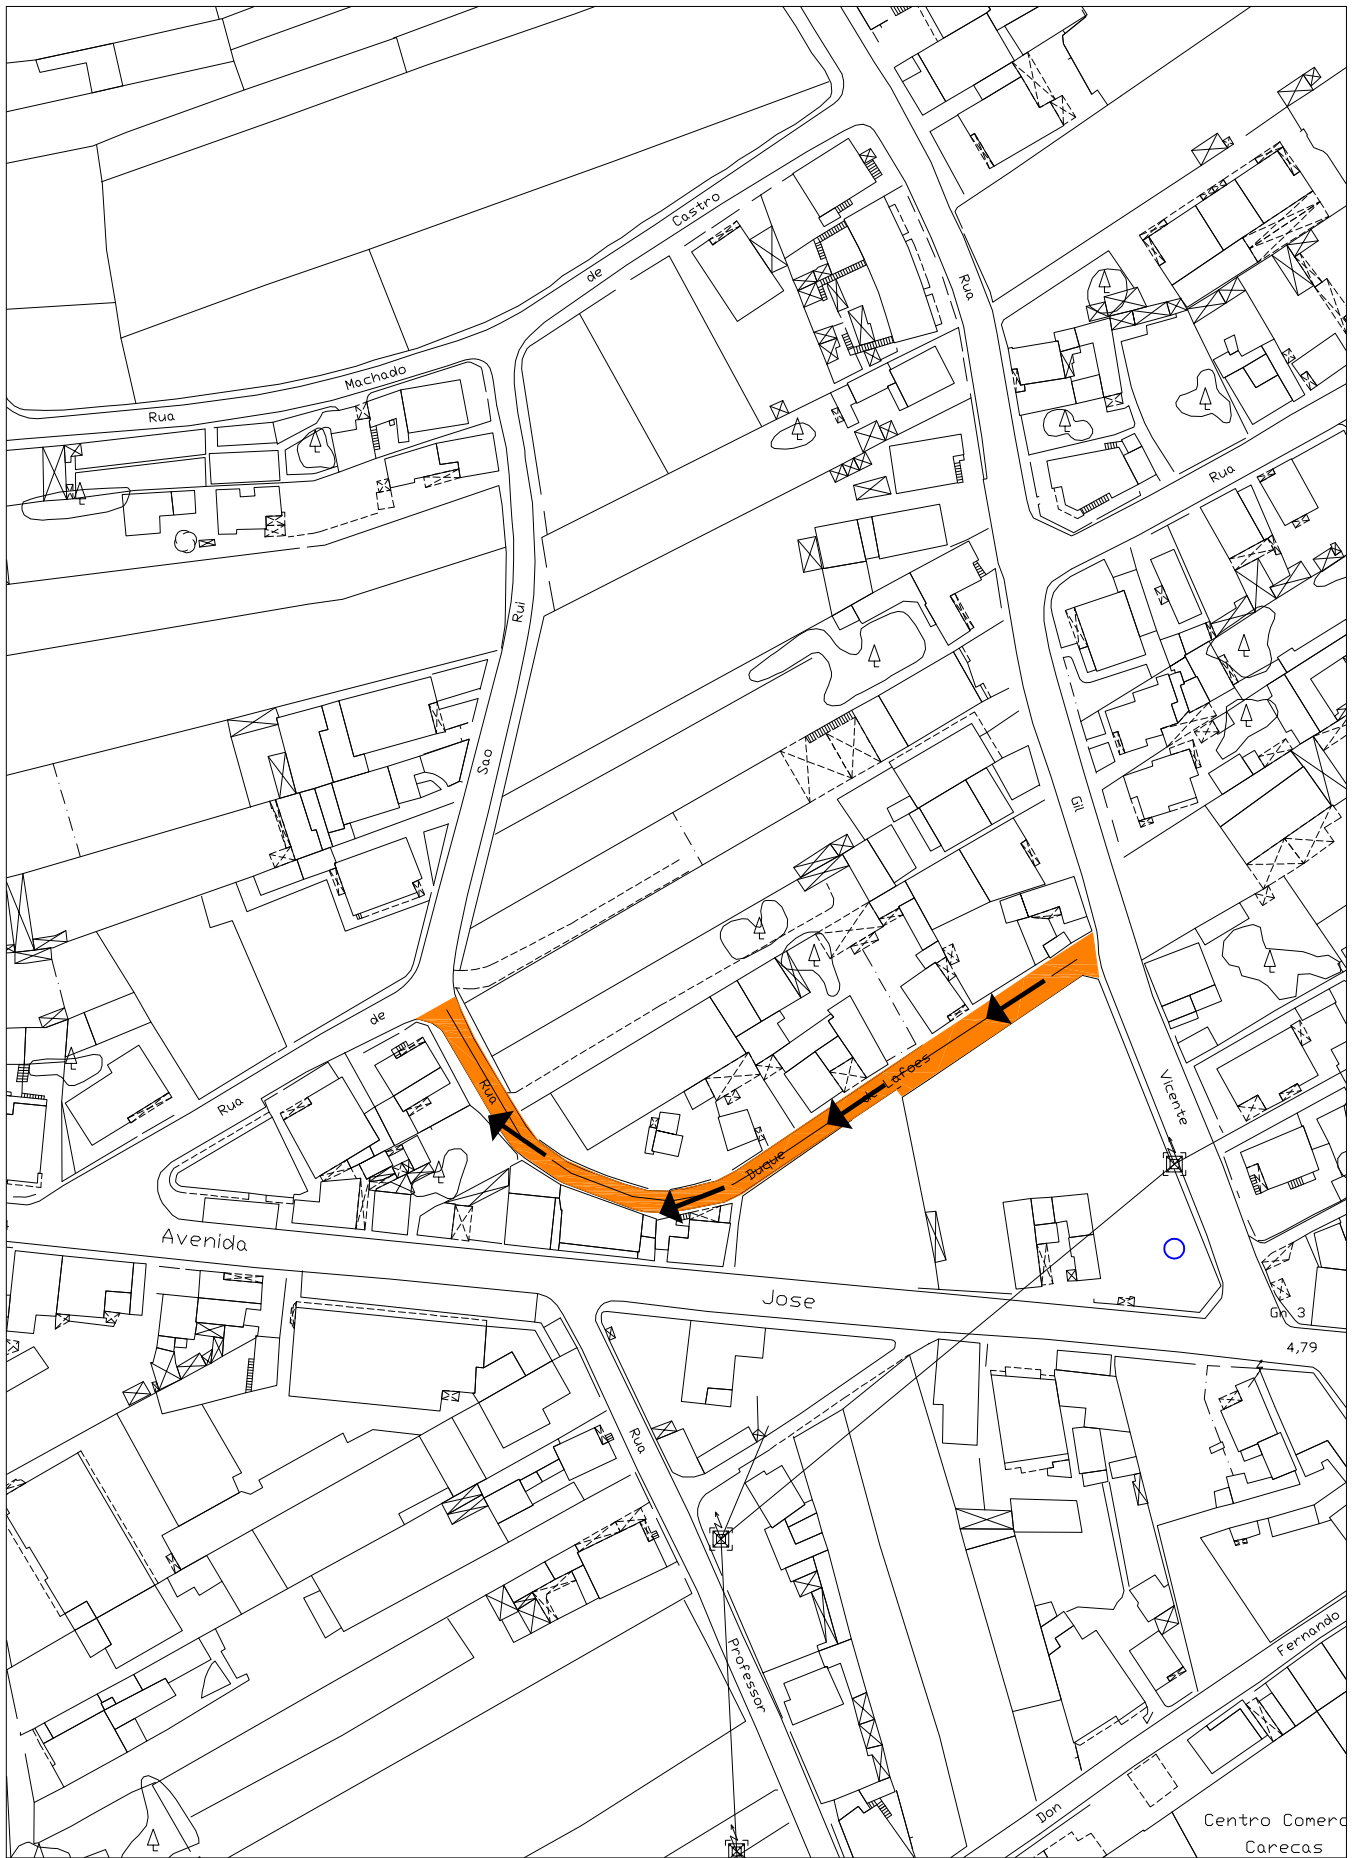 Castro
de
Rua
Machado
Rua
Rua
Rui
Sao
Gil
de
Rua
Rua
de Lafoes
Vicente
Duque
Avenida
Jose
Gn 3
4,79
Rua
Professor
Fernando
Don
Centro Comerc
Carecas